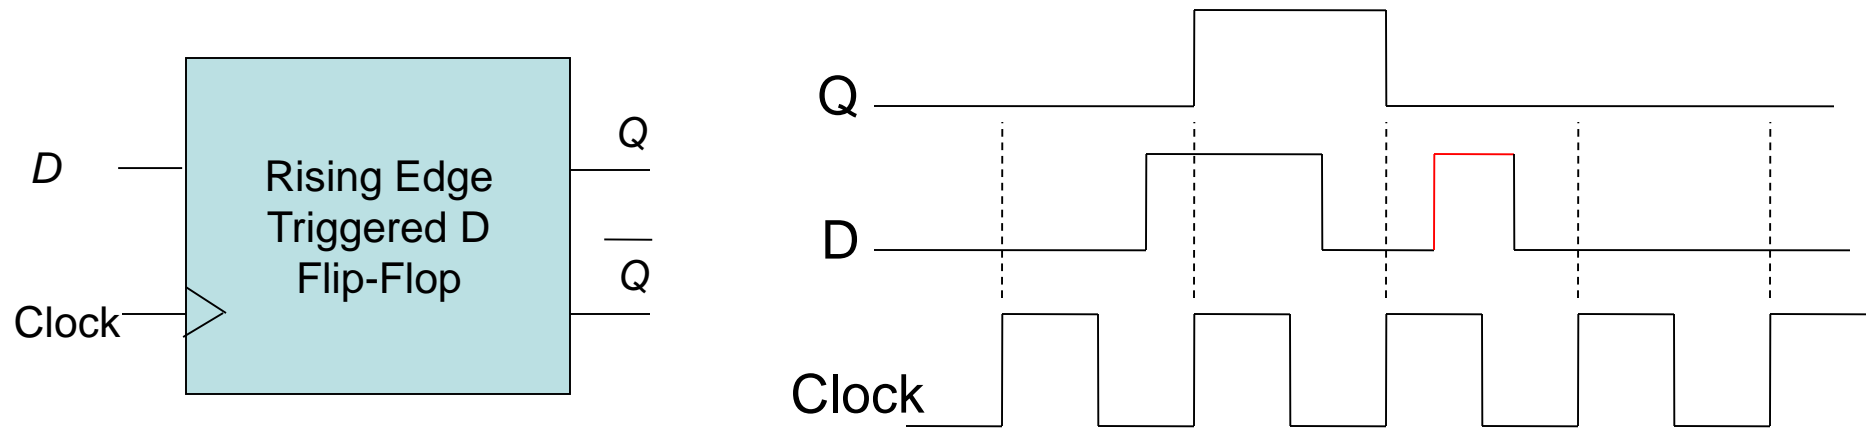 D
Clock
Rising Edge
Triggered D
Flip-Flop
Q
Q̅
Q
D
Clock